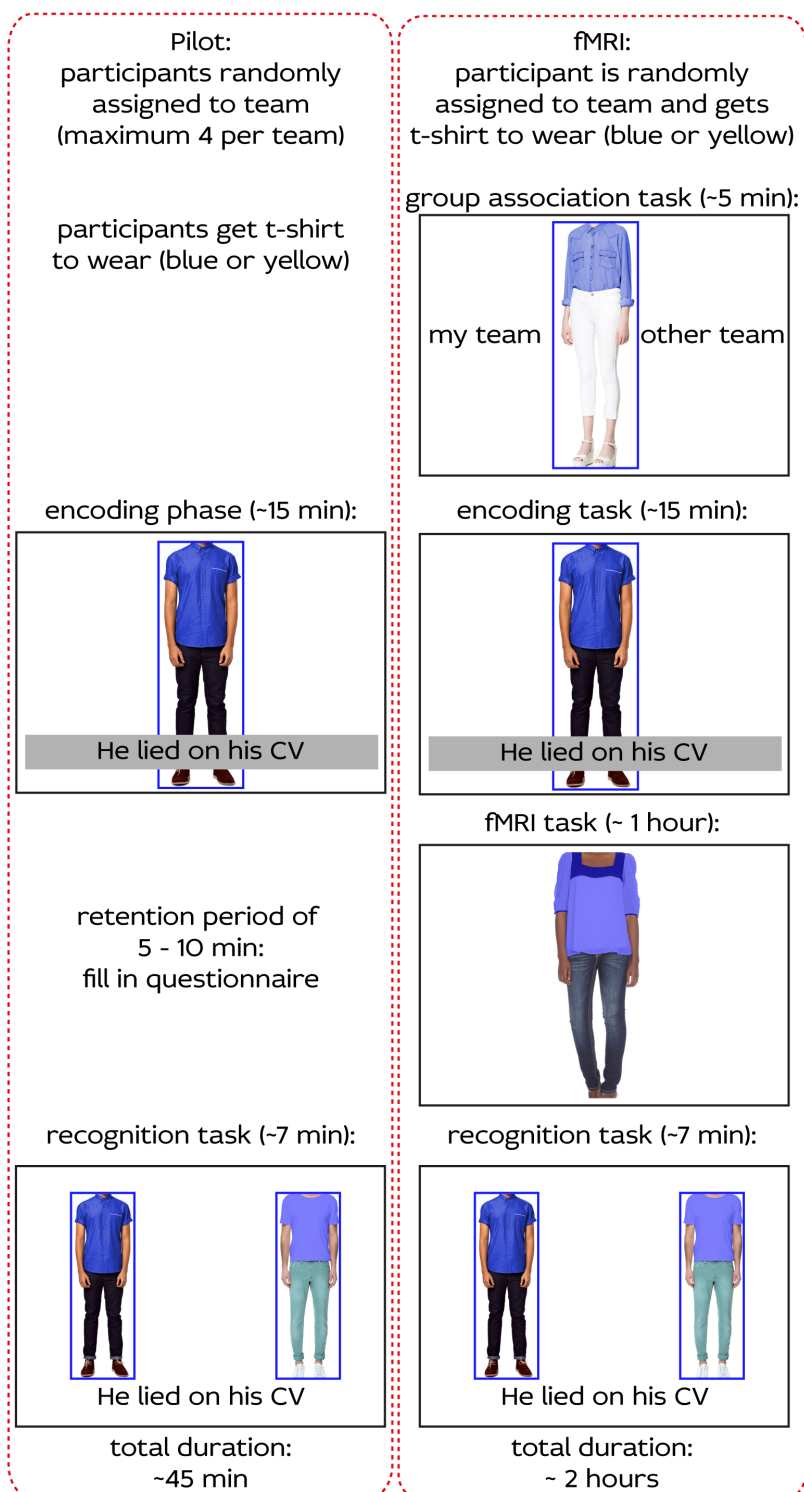 Pilot:
participants randomly
assigned to team
(maximum 4 per team)
participants get t-shirt
to wear (blue or yellow)
encoding phase (~15 min):
He lied on his CV
retention period of
5 - 10 min:
fill in questionnaire
recognition task (~7 min):
He lied on his CV
total duration:
~45 min
fMRI:
participant is randomly
assigned to team and gets
t-shirt to wear (blue or yellow)
group association task (~5 min):
my team other team
encoding task (~15 min):
He lied on his CV
fMRI task (~ 1 hour):
recognition task (~7 min):
He lied on his CV
total duration:
~ 2 hours